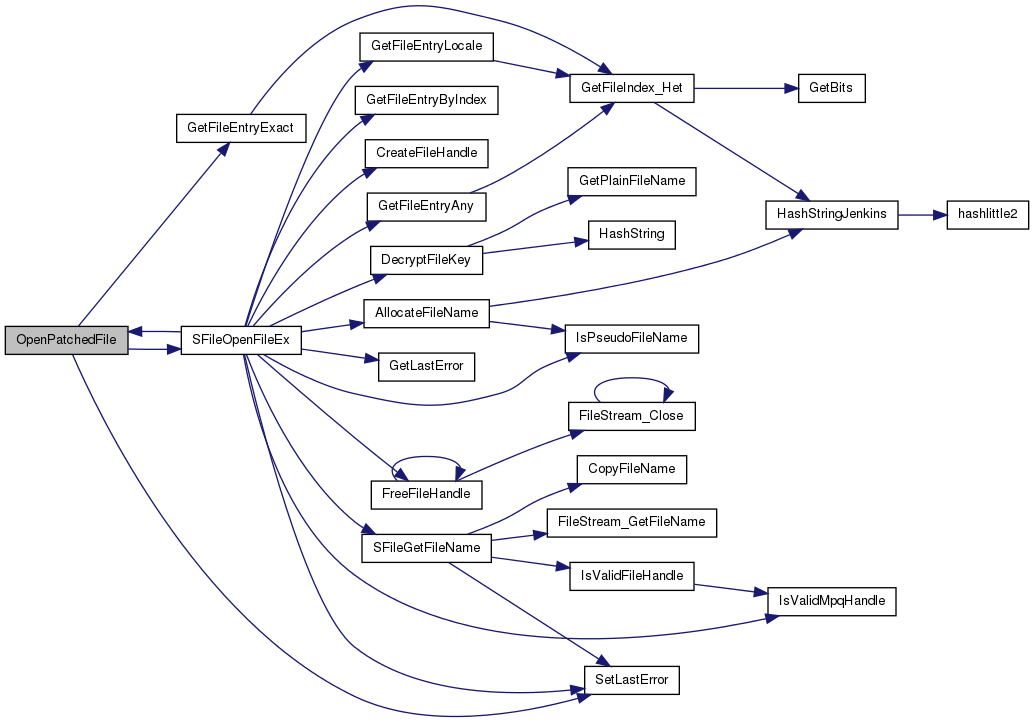 GetFileEntryLocale
GetFileIndex_Het
GetBits
GetFileEntryByIndex
GetFileEntryExact
CreateFileHandle
GetPlainFileName
GetFileEntryAny
HashStringJenkins
hashlittle2
HashString
DecryptFileKey
AllocateFileName
OpenPatchedFile
SFileOpenFileEx
IsPseudoFileName
GetLastError
FileStream_Close
CopyFileName
FreeFileHandle
FileStream_GetFileName
SFileGetFileName
IsValidFileHandle
IsValidMpqHandle
SetLastError